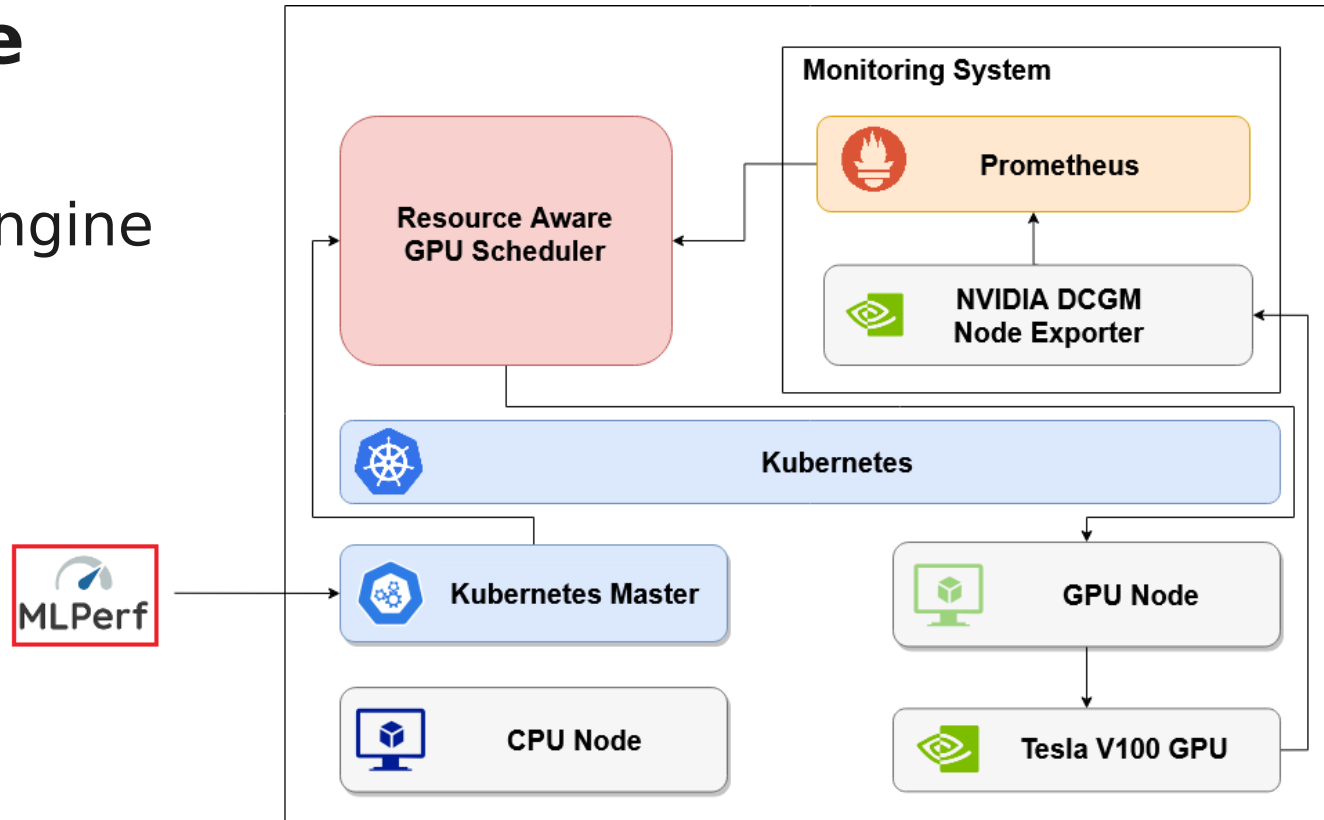 e
ngine
Monitoring System
Prometheus
Resource Aware
GPU Scheduler
NVIDIA DCGM
Node Exporter
Kubernetes
MLPerf
Kubernetes Master
GPU Node
CPU Node
Tesla V100 GPU